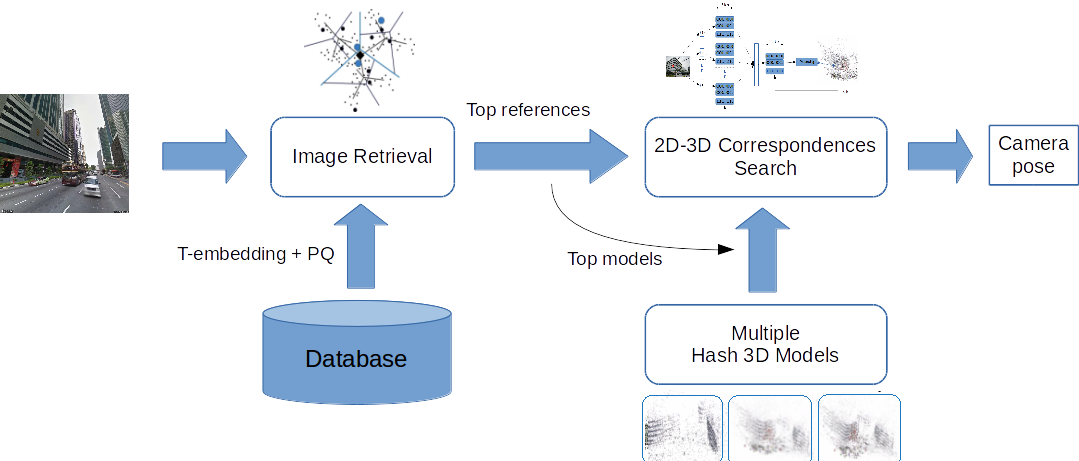 Top references
Image Retrieval
2D-3D Correspondences
Search
Camera
pose
T-embedding + PQ
Top models
Database
Multiple
Hash 3D Models